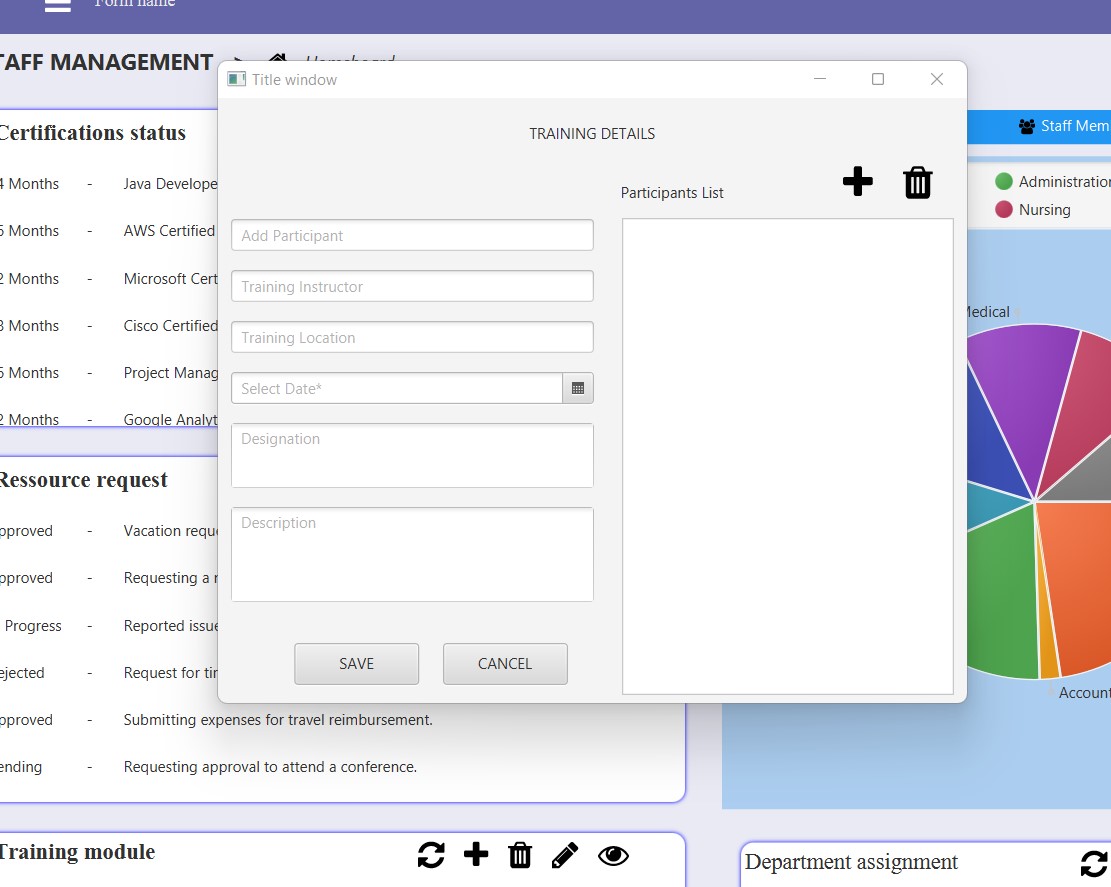 Form name
TAFF MANAGEMENT > Homeboard
Title window
Certifications status
TRAINING DETAILS
Staff Mem
4 Months - Java Develope
Participants List
Administration
Nursing
5 Months - AWS Certified
Add Participant
2 Months - Microsoft Cert
Training Instructor
Medical
3 Months - Cisco Certified
Training Location
5 Months - Project Manag
Select Date*
2 Months - Google Analyt
Designation
Ressource request
Description
pproved - Vacation requ
pproved - Requesting a r
Progress - Reported issue
ejected - Request for tir
SAVE
CANCEL
Account
pproved - Submitting expenses for travel reimbursement.
ending - Requesting approval to attend a conference.
Training module
Department assignment